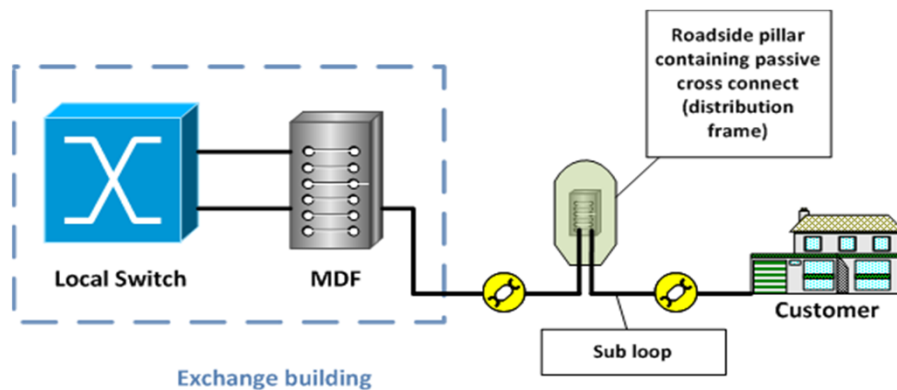 Roadside pillar
containing passive
cross connect
(distribution
frame)
Local Switch
MDF
Customer
Sub loop
Exchange building